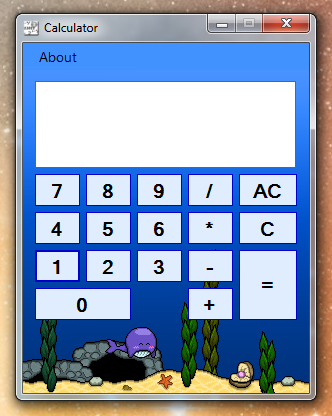 Calculator
About
7 8 9 / AC
4 5 6 * C
1 2 3 - =
0 +